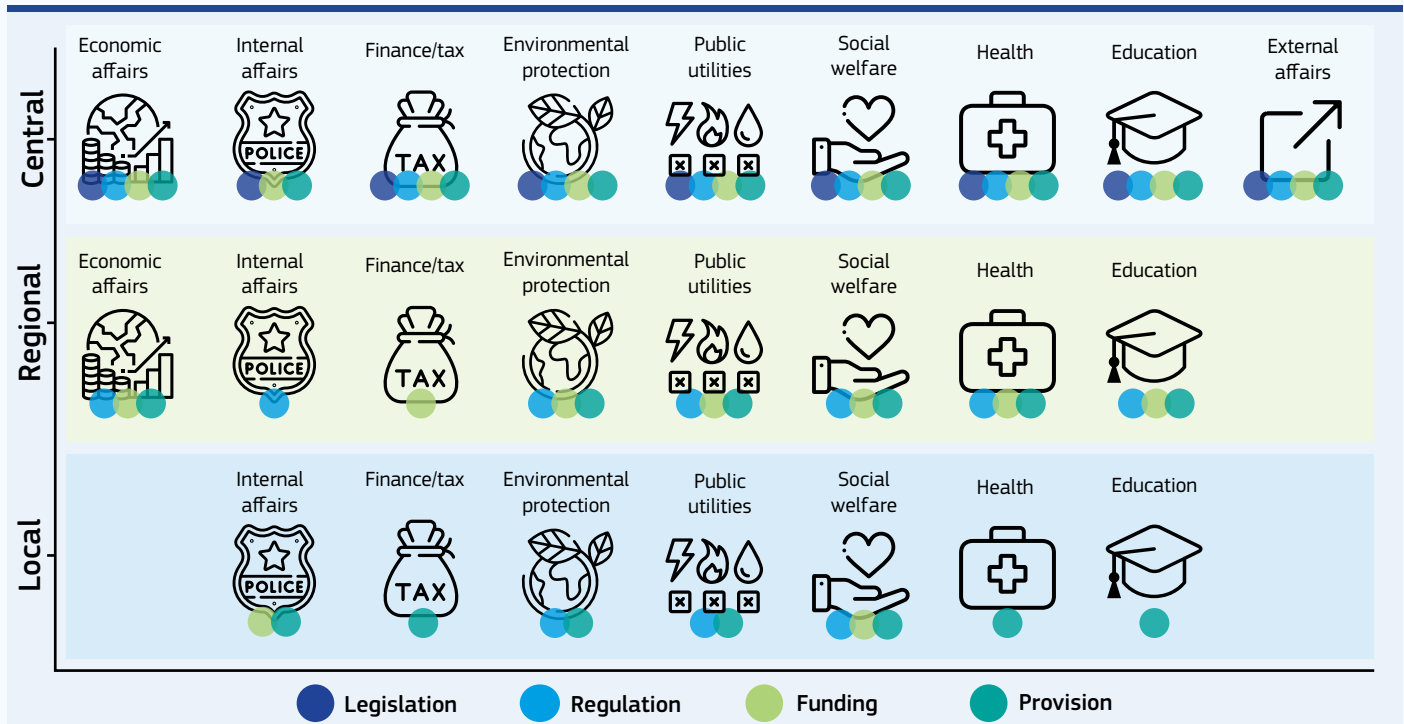 Central
Economic
affairs
Internal
affairs
POLICE
Finance/tax
TAX
Environmental
protection
Public
utilities
Social
welfare
Health
Education
External
affairs
Regional
Economic
affairs
Internal
affairs
POLICE
Finance/tax
TAX
Environmental
protection
Public
utilities
Social
welfare
Health
Education
Local
Internal
affairs
POLICE
Finance/tax
TAX
Environmental
protection
Public
utilities
Social
welfare
Health
Education
Legislation
Regulation
Funding
Provision